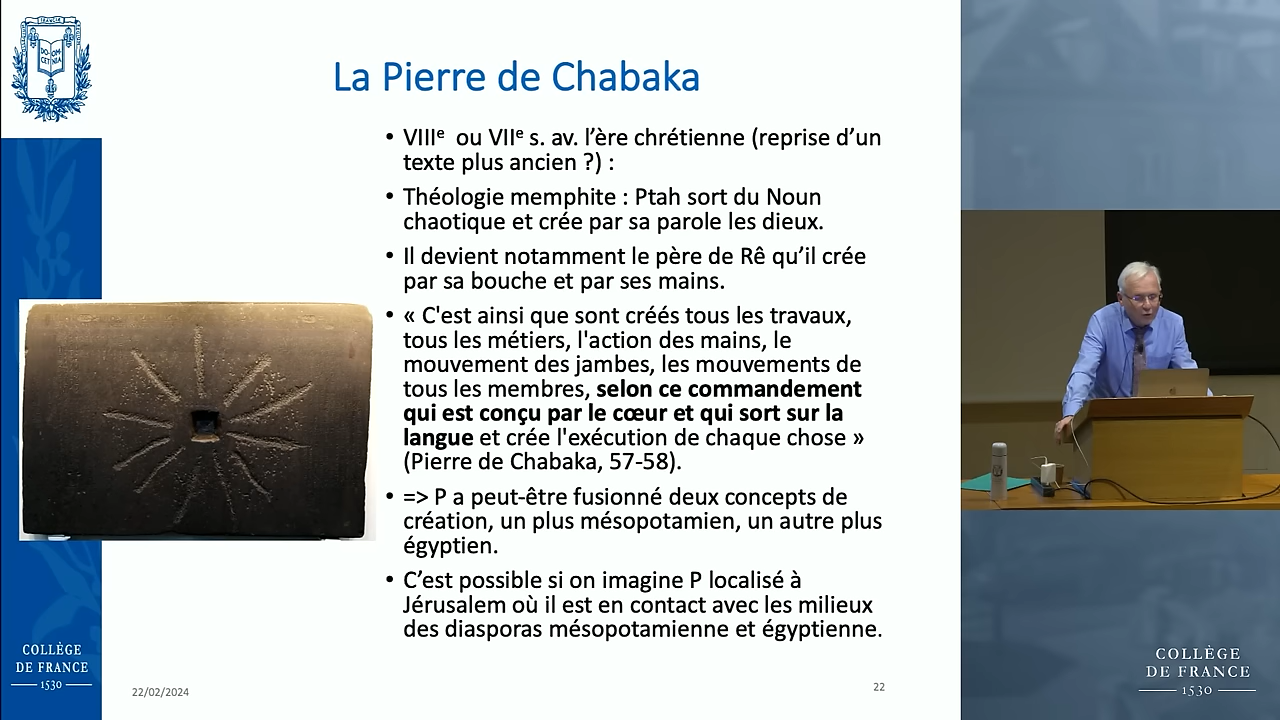 La Pierre de Chabaka
• VIIIᵉ ou VIIᵉ s. av. l’ère chrétienne (reprise d’un
texte plus ancien ?) :
• Théologie memphite : Ptah sort du Noun
chaotique et crée par sa parole les dieux.
• Il devient notamment le père de Rê qu’il crée
par sa bouche et par ses mains.
• « C'est ainsi que sont créés tous les travaux,
tous les métiers, l'action des mains, le
mouvement des jambes, les mouvements de
tous les membres, selon ce commandement
qui est conçu par le cœur et qui sort sur la
langue et crée l'exécution de chaque chose »
(Pierre de Chabaka, 57-58).
• => P a peut-être fusionné deux concepts de
création, un plus mésopotamien, un autre plus
égyptien.
• C’est possible si on imagine P localisé à
Jérusalem où il est en contact avec les milieux
des diasporas mésopotamienne et égyptienne.
COLLÈGE
DE FRANCE
1530
22/02/2024
22
COLLÈGE
DE FRANCE
1530